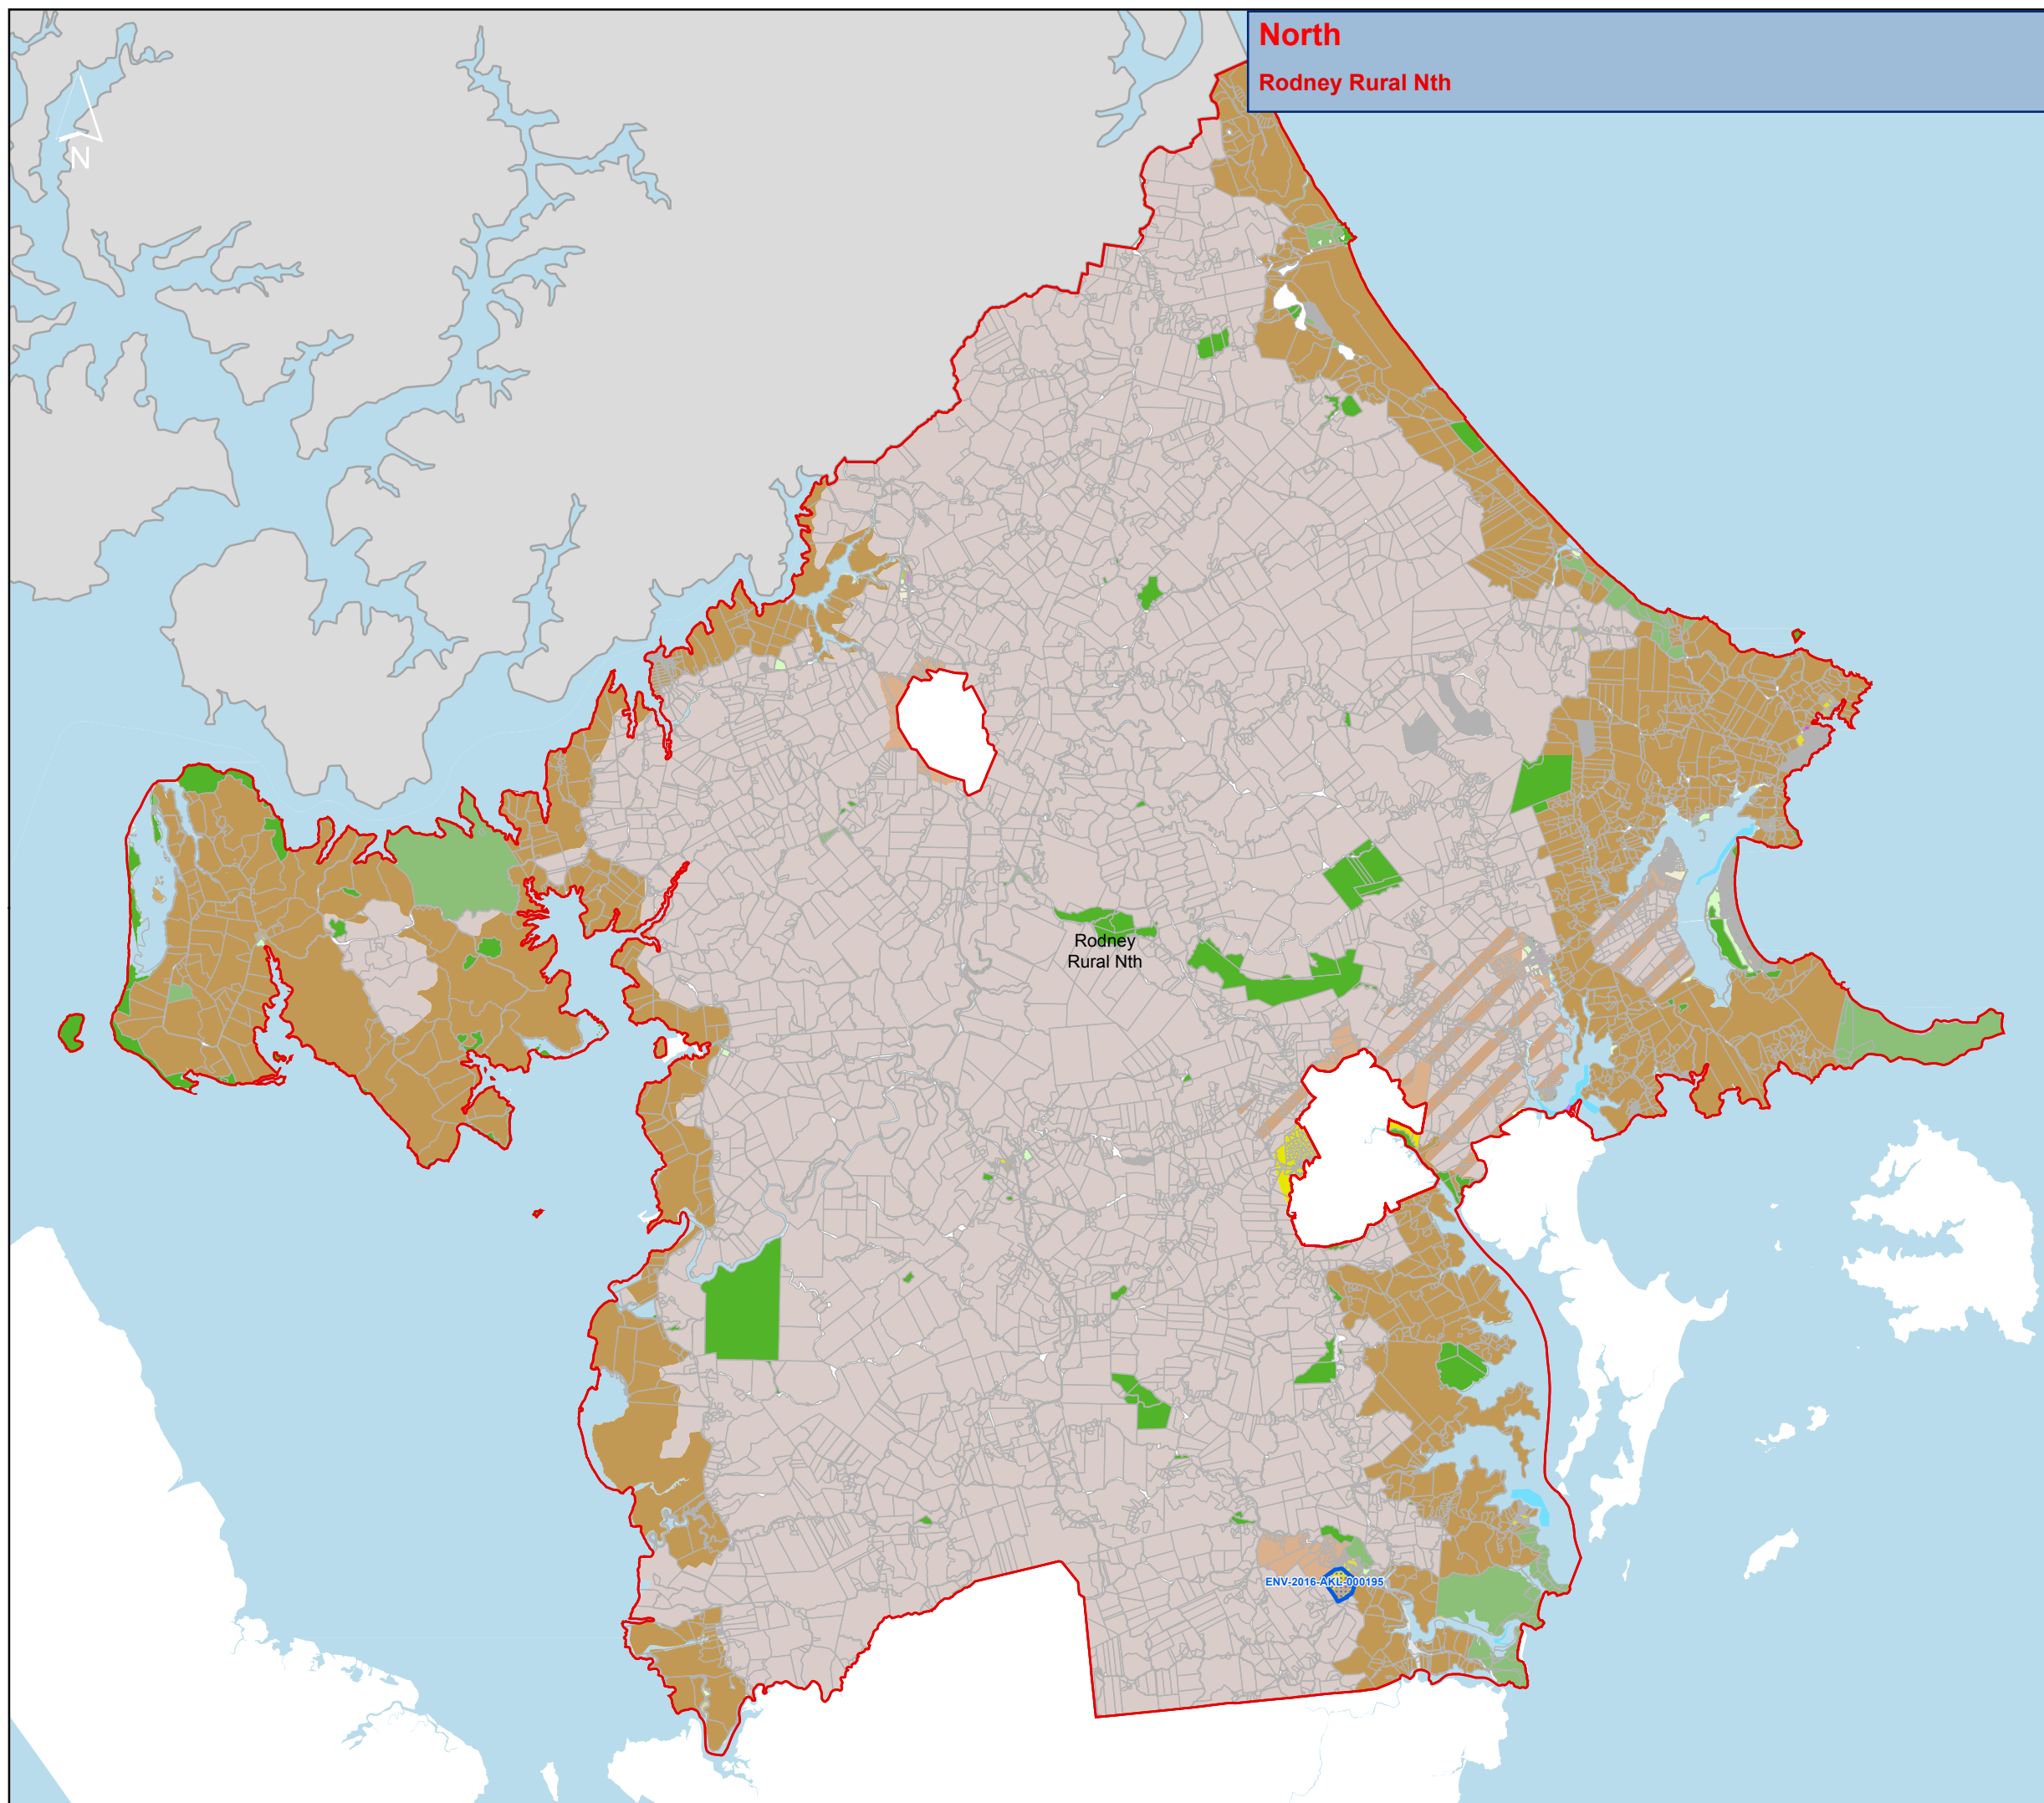 North
Rodney Rural Nth
N
Rodney
Rural Nth
ENV-2016-AKL-000195